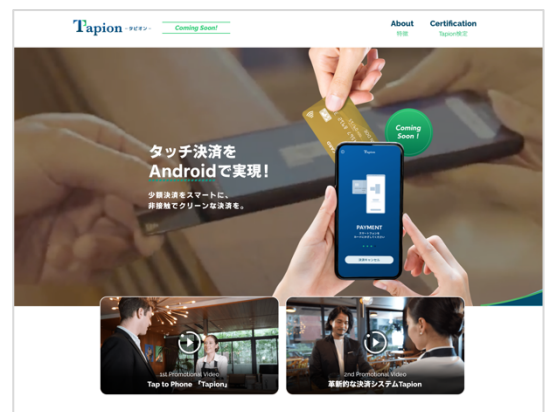 Tapion -タピオン-
Coming Soon!
About
特徴
Certification
Tapion検定
Coming
Soon !
タッチ決済を
Androidで実現！
少額決済をスマートに、
非接触でクリーンな決済を。
Tapion
PAYMENT
1st Promotional Video
Tap to Phone 『Tapion』
2nd Promotional Video
革新的な決済システムTapion